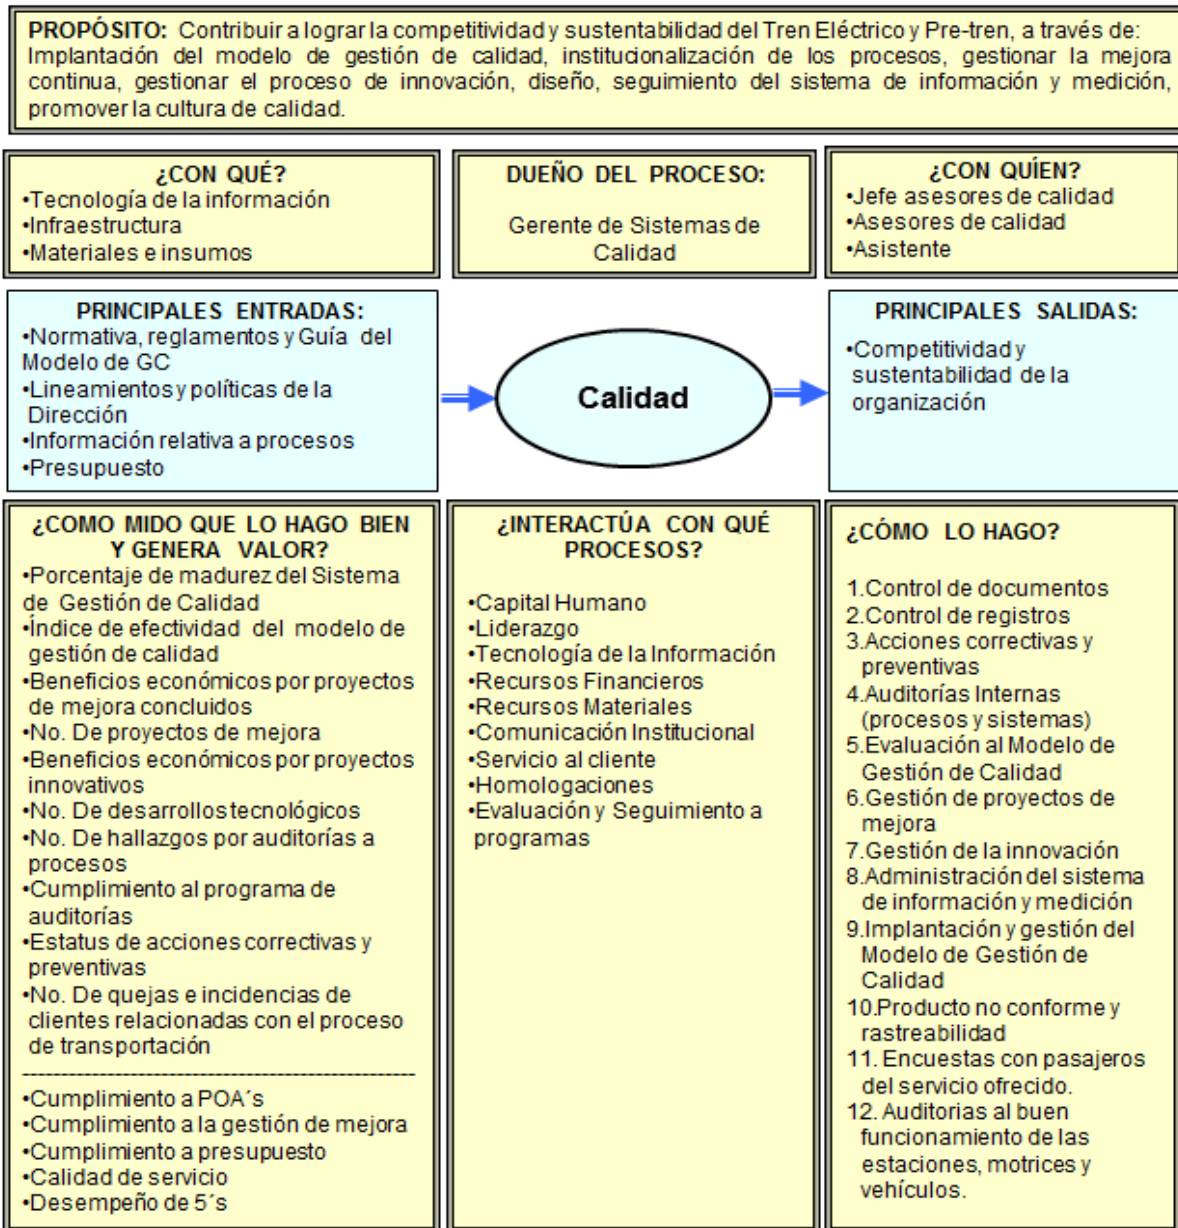 PROPÓSITO: Contribuir a lograr la competitividad y sustentabilidad del Tren Eléctrico y Pre-tren, a través de:
Implantación del modelo de gestión de calidad, institucionalización de los procesos, gestionar la mejora
continua, gestionar el proceso de innovación, diseño, seguimiento del sistema de información y medición,
promover la cultura de calidad.
¿CON QUÉ?
•Tecnología de la información
•Infraestructura
•Materiales e insumos
DUEÑO DEL PROCESO:
Gerente de Sistemas de
Calidad
¿CON QUÍEN?
•Jefe asesores de calidad
•Asesores de calidad
•Asistente
PRINCIPALES ENTRADAS:
•Normativa, reglamentos y Guía del
Modelo de GC
•Lineamientos y políticas de la
Dirección
•Información relativa a procesos
•Presupuesto
Calidad
PRINCIPALES SALIDAS:
•Competitividad y
sustentabilidad de la
organización
¿COMO MIDO QUE LO HAGO BIEN
Y GENERA VALOR?
•Porcentaje de madurez del Sistema
de Gestión de Calidad
•Índice de efectividad del modelo de
gestión de calidad
•Beneficios económicos por proyectos
de mejora concluidos
•No. De proyectos de mejora
•Beneficios económicos por proyectos
innovativos
•No. De desarrollos tecnológicos
•No. De hallazgos por auditorías a
procesos
•Cumplimiento al programa de
auditorías
•Estatus de acciones correctivas y
preventivas
•No. De quejas e incidencias de
clientes relacionadas con el proceso
de transportación
----------------------------------------------------
•Cumplimiento a POA´s
•Cumplimiento a la gestión de mejora
•Cumplimiento a presupuesto
•Calidad de servicio
•Desempeño de 5´s
¿INTERACTÚA CON QUÉ
PROCESOS?
•Capital Humano
•Liderazgo
•Tecnología de la Información
•Recursos Financieros
•Recursos Materiales
•Comunicación Institucional
•Servicio al cliente
•Homologaciones
•Evaluación y Seguimiento a
programas
¿CÓMO LO HAGO?
1.Control de documentos
2.Control de registros
3.Acciones correctivas y
preventivas
4.Auditorías Internas
(procesos y sistemas)
5.Evaluación al Modelo de
Gestión de Calidad
6.Gestión de proyectos de
mejora
7.Gestión de la innovación
8.Administración del sistema
de información y medición
9.Implantación y gestión del
Modelo de Gestión de
Calidad
10.Producto no conforme y
rastreabilidad
11. Encuestas con pasajeros
del servicio ofrecido.
12. Auditorias al buen
funcionamiento de las
estaciones, motrices y
vehículos.